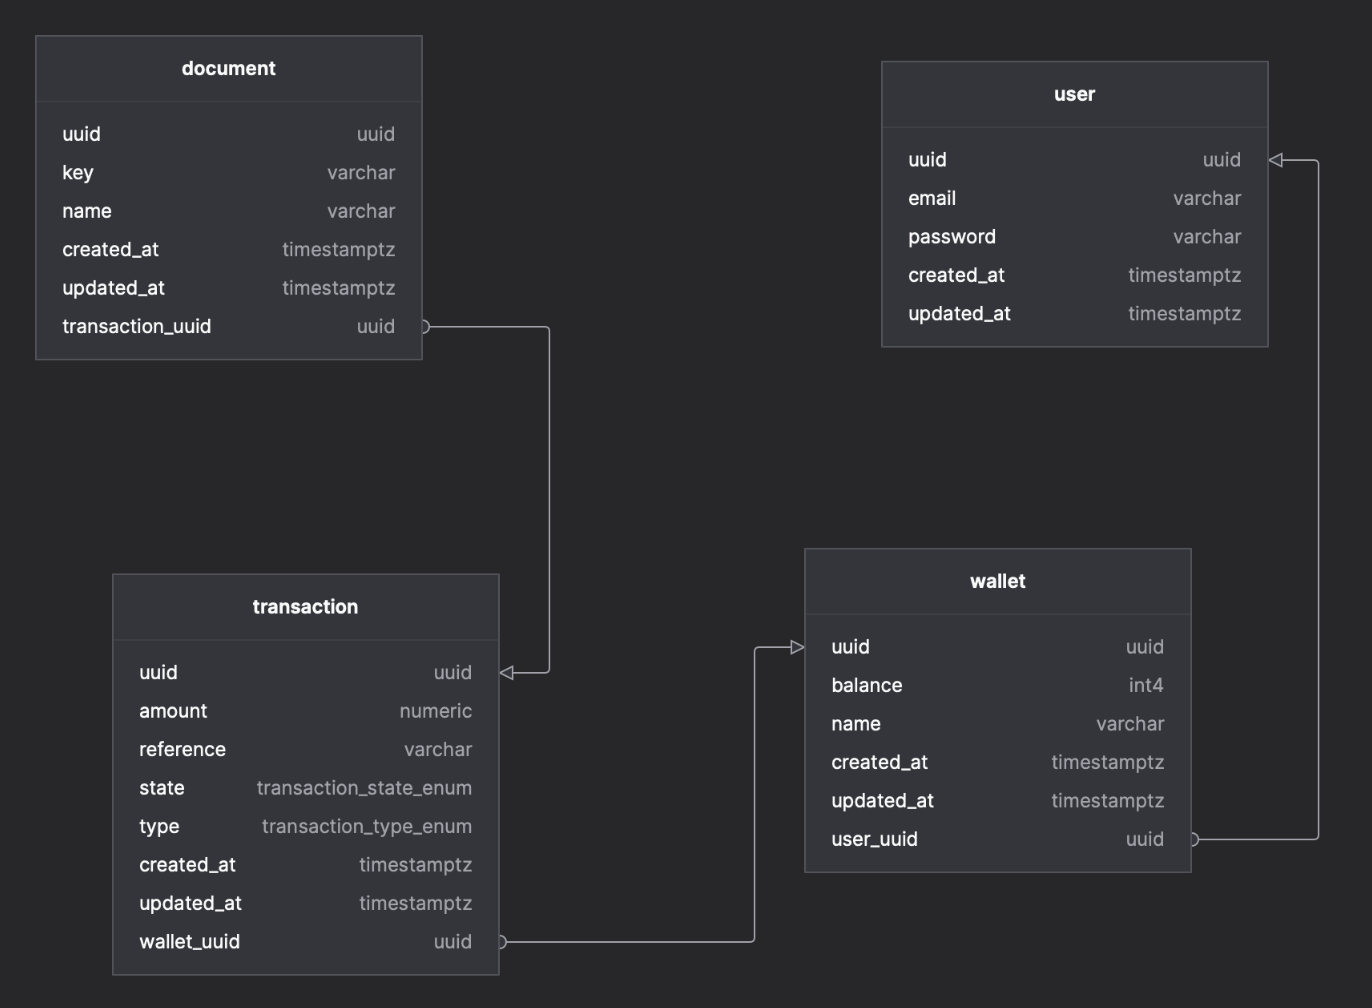 document
uuid uuid
key varchar
name varchar
created_at timestamptz
updated_at timestamptz
transaction_uuid uuid
user
uuid uuid
email varchar
password varchar
created_at timestamptz
updated_at timestamptz
transaction
uuid uuid
amount numeric
reference varchar
state transaction_state_enum
type transaction_type_enum
created_at timestamptz
updated_at timestamptz
wallet_uuid uuid
wallet
uuid uuid
balance int4
name varchar
created_at timestamptz
updated_at timestamptz
user_uuid uuid